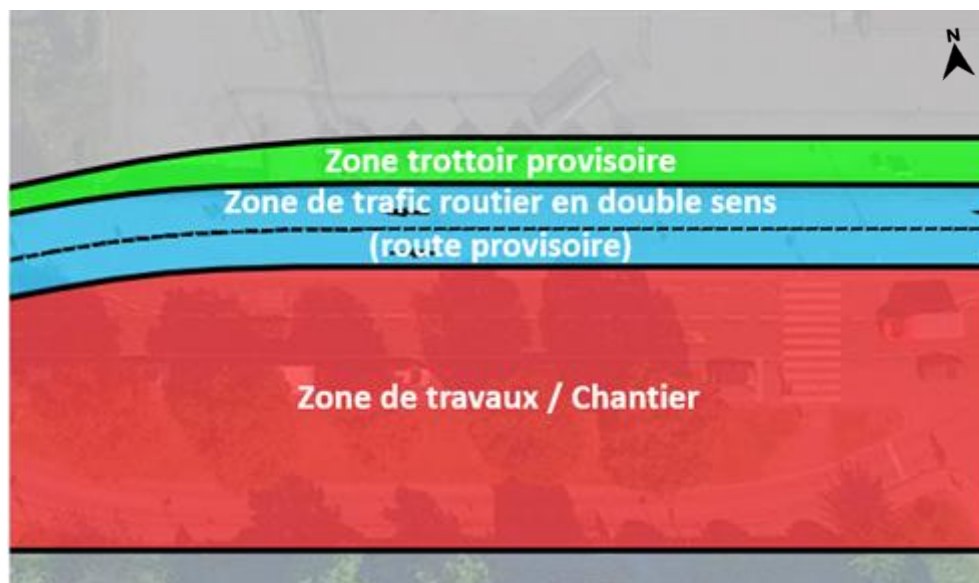 N
Zone trottoir provisoire
Zone de trafic routier en double sens
(route provisoire)
Zone de travaux / Chantier